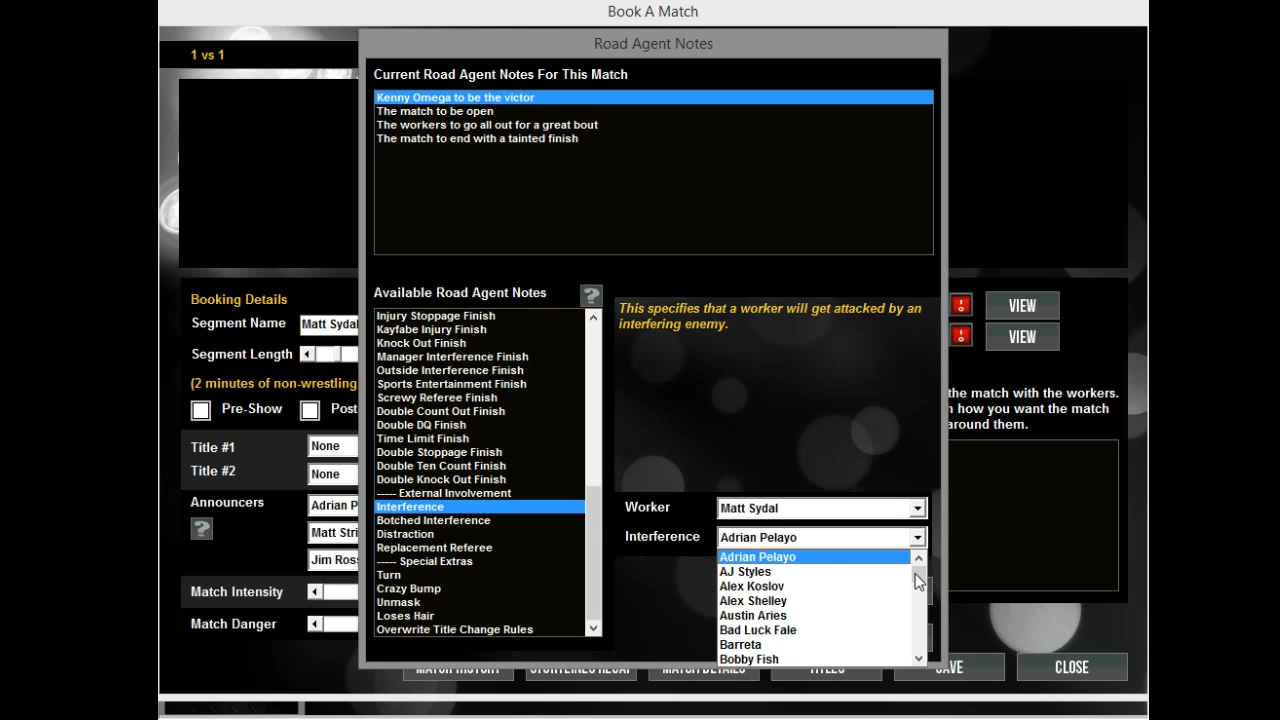 Book A Match
Road Agent Notes
1 vs 1
Current Road Agent Notes For This Match
Kenny Omega to be the victor
The match to be open
The workers to go all out for a great bout
The match to end with a tainted finish
Booking Details
Segment Name
Matt Sydal
Segment Length
(2 minutes of non-wrestling
Pre-Show
Post
Title #1
None
Title #2
None
Announcers
Adrian P
Matt Stri
Jim Ross
Match Intensity
Match Danger
Available Road Agent Notes
?
Injury Stoppage Finish
Kayfabe Injury Finish
Knock Out Finish
Manager Interference Finish
Outside Interference Finish
Sports Entertainment Finish
Screwy Referee Finish
Double Count Out Finish
Double DQ Finish
Time Limit Finish
Double Stoppage Finish
Double Ten Count Finish
Double Knock Out Finish
----- External Involvement
Interference
Botched Interference
Distraction
Replacement Referee
----- Special Extras
Turn
Crazy Bump
Unmask
Loses Hair
Overwrite Title Change Rules
This specifies that a worker will get attacked by an
interfering enemy.
Worker
Matt Sydal
Interference
Adrian Pelayo
Adrian Pelayo
AJ Styles
Alex Koslov
Alex Shelley
Austin Aries
Bad Luck Fale
Barreta
Bobby Fish
VIEW
VIEW
the match with the workers.
how you want the match
around them.
?
MATCH HISTORY
STORYLINES RECAP
MATCH DETAILS
TITLES
SAVE
CLOSE